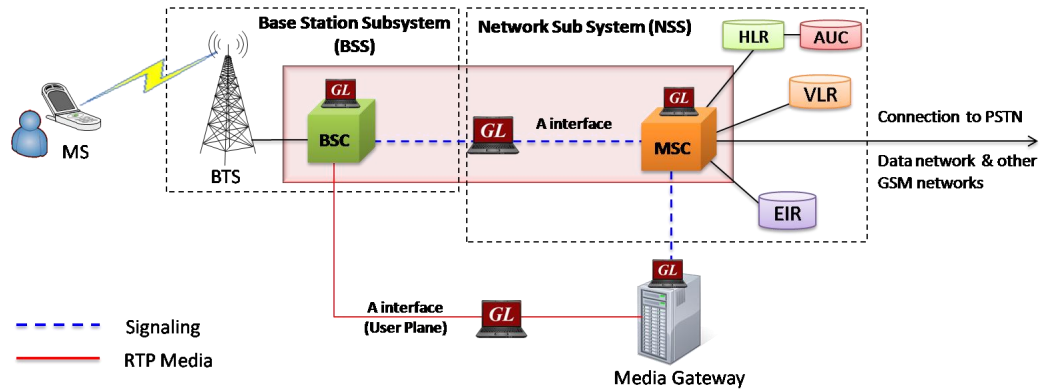 Base Station Subsystem
(BSS)
Network Sub System (NSS)
HLR
AUC
VLR
GL
GL
GL
A interface
BSC
MSC
Connection to PSTN
Data network & other
GSM networks
MS
BTS
EIR
GL
A interface
(User Plane)
GL
Signaling
RTP Media
Media Gateway